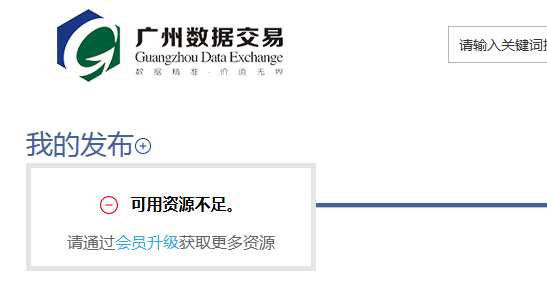 广州数据交易
Guangzhou Data Exchange
数据精准·价值无界
请输入关键词
我的发布
可用资源不足。
请通过会员升级获取更多资源